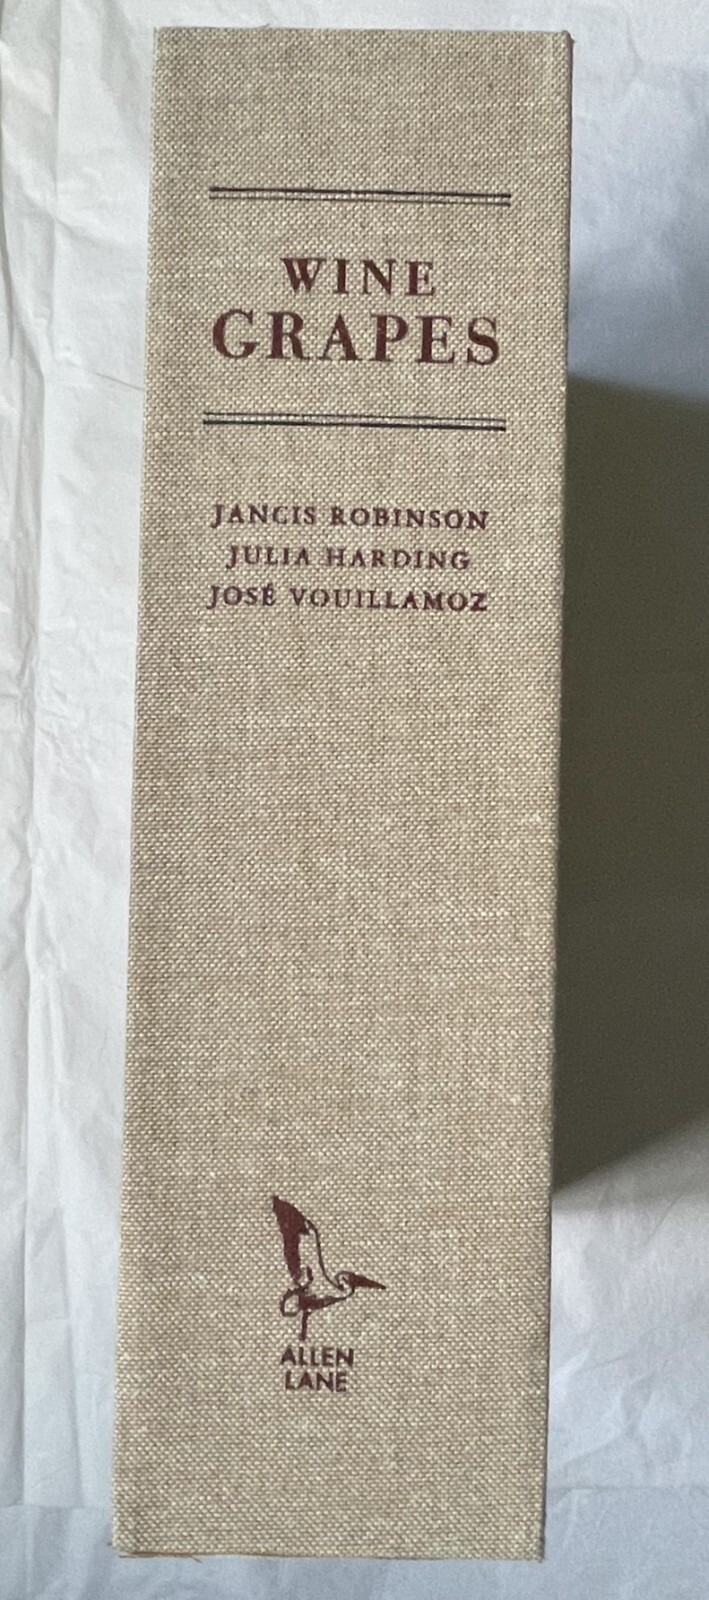 WINE
GRAPES
JANCIS ROBINSON
JULIA HARDING
JOSÉ VOUILLAMOZ
ALLEN
LANE